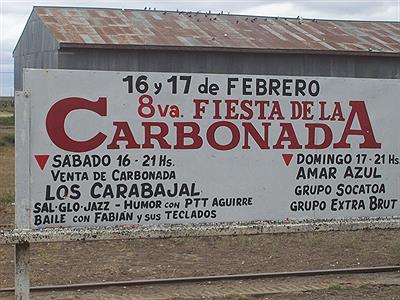 16 y 17 de FEBRERO
8va. FIESTA DE LA
CARBONADA
SÁBADO 16 - 21 Hs.
VENTA DE CARBONADA
LOS CARABAJAL
SAL-GLO-JAZZ - HUMOR CON PTT AGUIRRE
BAILE CON FABIÁN Y SUS TECLADOS
DOMINGO 17 - 21 Hs.
AMAR AZUL
GRUPO SOCATOA
GRUPO EXTRA BRUT